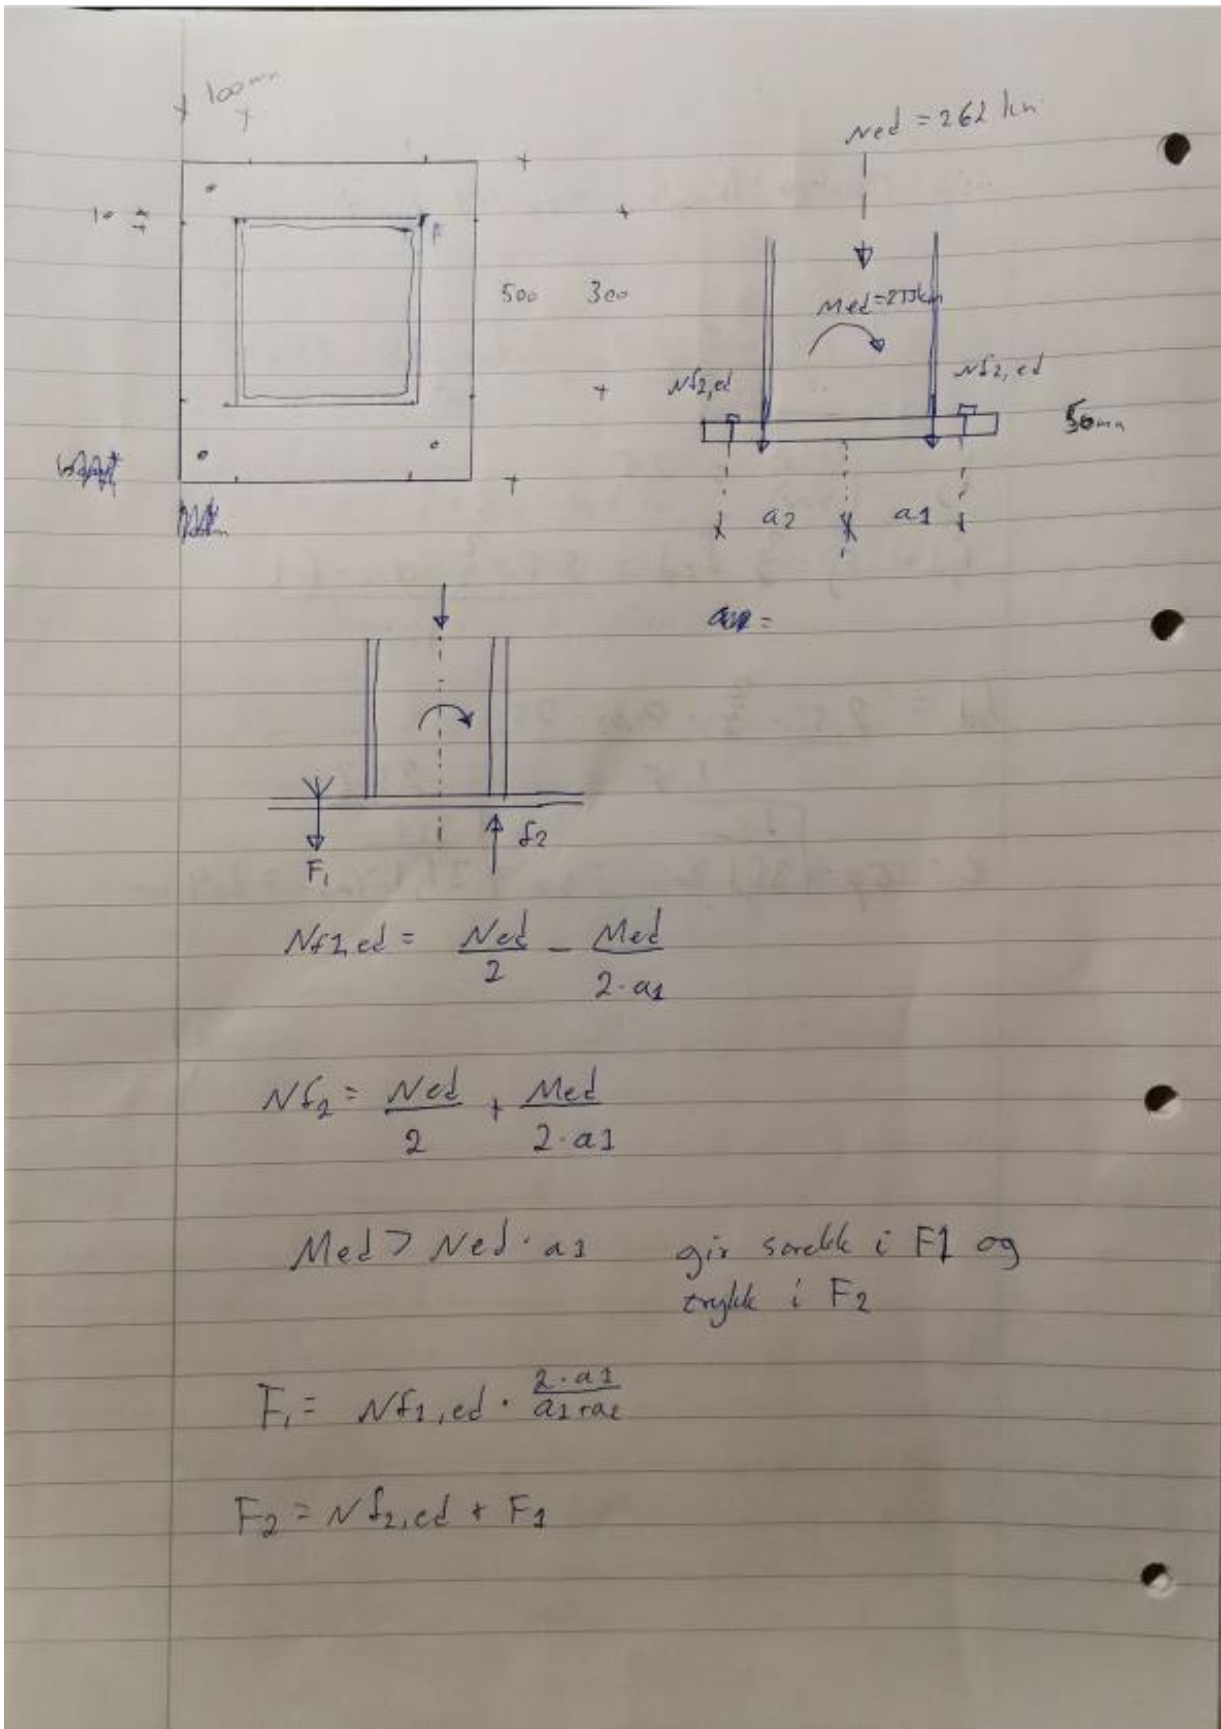 100mm
Ned = 262 kn
10
500 300
Med=273km
Nf2,ed
Nf2,ed
50mm
a2 a1
F1
f2
Nf1,ed = Ned/2 - Med/2·a1
Nf2 = Ned/2 + Med/2·a1
Med > Ned · a1 gir strekk i F1 og
trykk i F2
F1 = Nf1,ed · 2·a1/a1+a2
F2 = Nf2,ed + F1